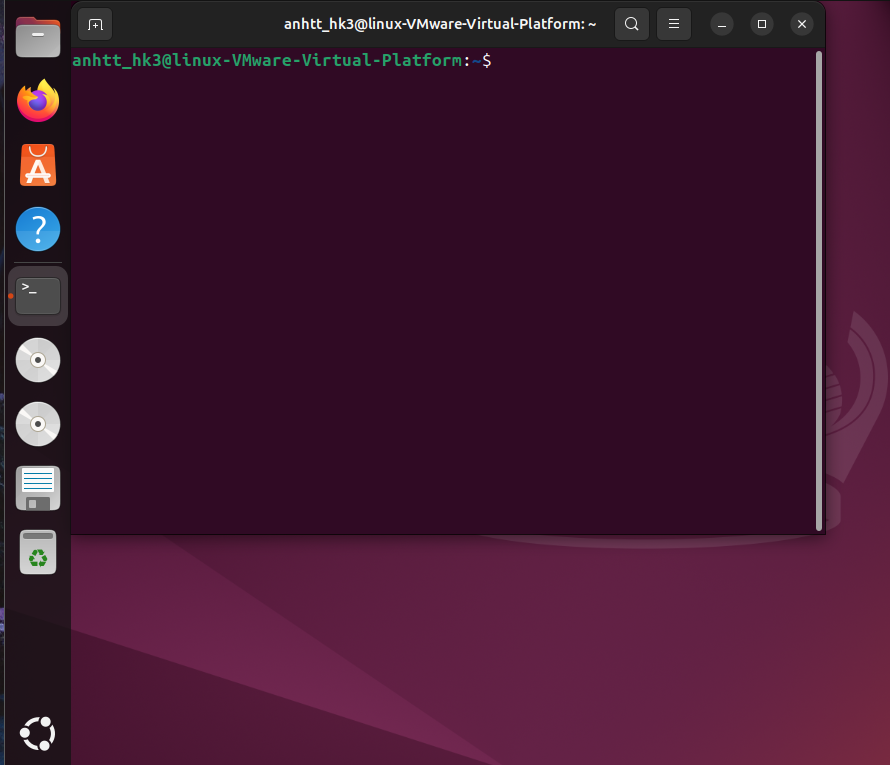 anhtt_hk3@linux-VMware-Virtual-Platform: ~
anhtt_hk3@linux-VMware-Virtual-Platform:~$
?
>_